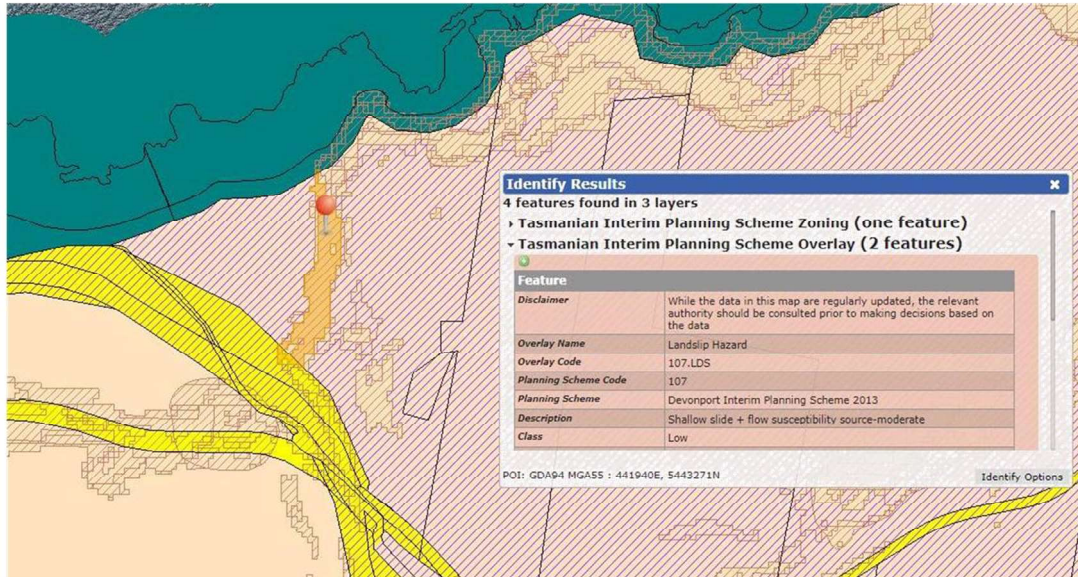 Identify Results
4 features found in 3 layers
Tasmanian Interim Planning Scheme Zoning (one feature)
Tasmanian Interim Planning Scheme Overlay (2 features)
Feature
Disclaimer While the data in this map are regularly updated, the relevant
authority should be consulted prior to making decisions based on
the data
Overlay Name Landslip Hazard
Overlay Code 107.LDS
Planning Scheme Code 107
Planning Scheme Devonport Interim Planning Scheme 2013
Description Shallow slide + flow susceptibility source-moderate
Class Low
POI: GDA94 MGA55 : 441940E, 5443271N Identify Options